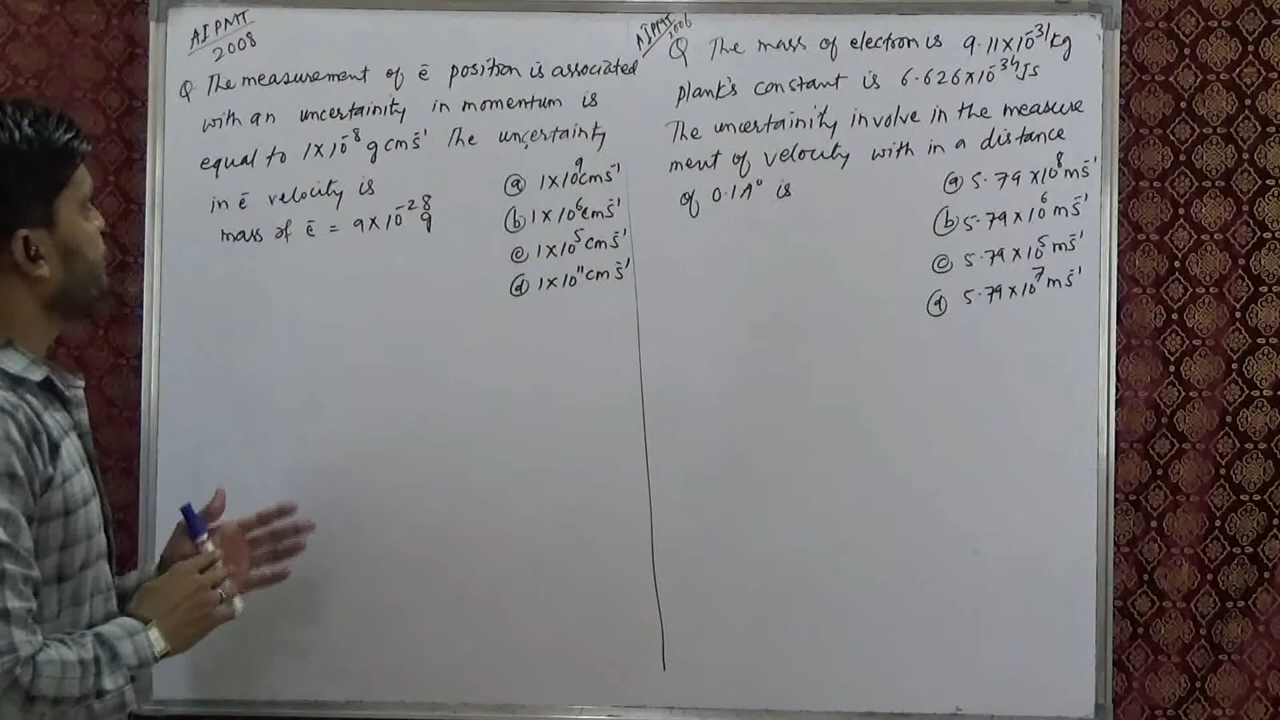 AIPMT
2008
Q The measurement of ē position is associated
with an uncertainity in momentum is
equal to 1×10⁻⁸ g cm s⁻¹ The uncertainty
in ē velocity is
mass of ē = 9×10⁻²⁸ g
ⓐ 1×10⁹ cm s⁻¹
ⓑ 1×10⁶ cm s⁻¹
ⓒ 1×10⁵ cm s⁻¹
ⓓ 1×10¹¹ cm s⁻¹
AIPMT
2006
Q The mass of electron is 9.11×10⁻³¹ kg
plank's constant is 6.626×10⁻³⁴ Js
The uncertainity involve in the measure
ment of velocity with in a distance
of 0.1A° is
ⓐ 5.79×10⁸ m s⁻¹
ⓑ 5.79×10⁶ m s⁻¹
ⓒ 5.79×10⁵ m s⁻¹
ⓓ 5.79×10⁷ m s⁻¹